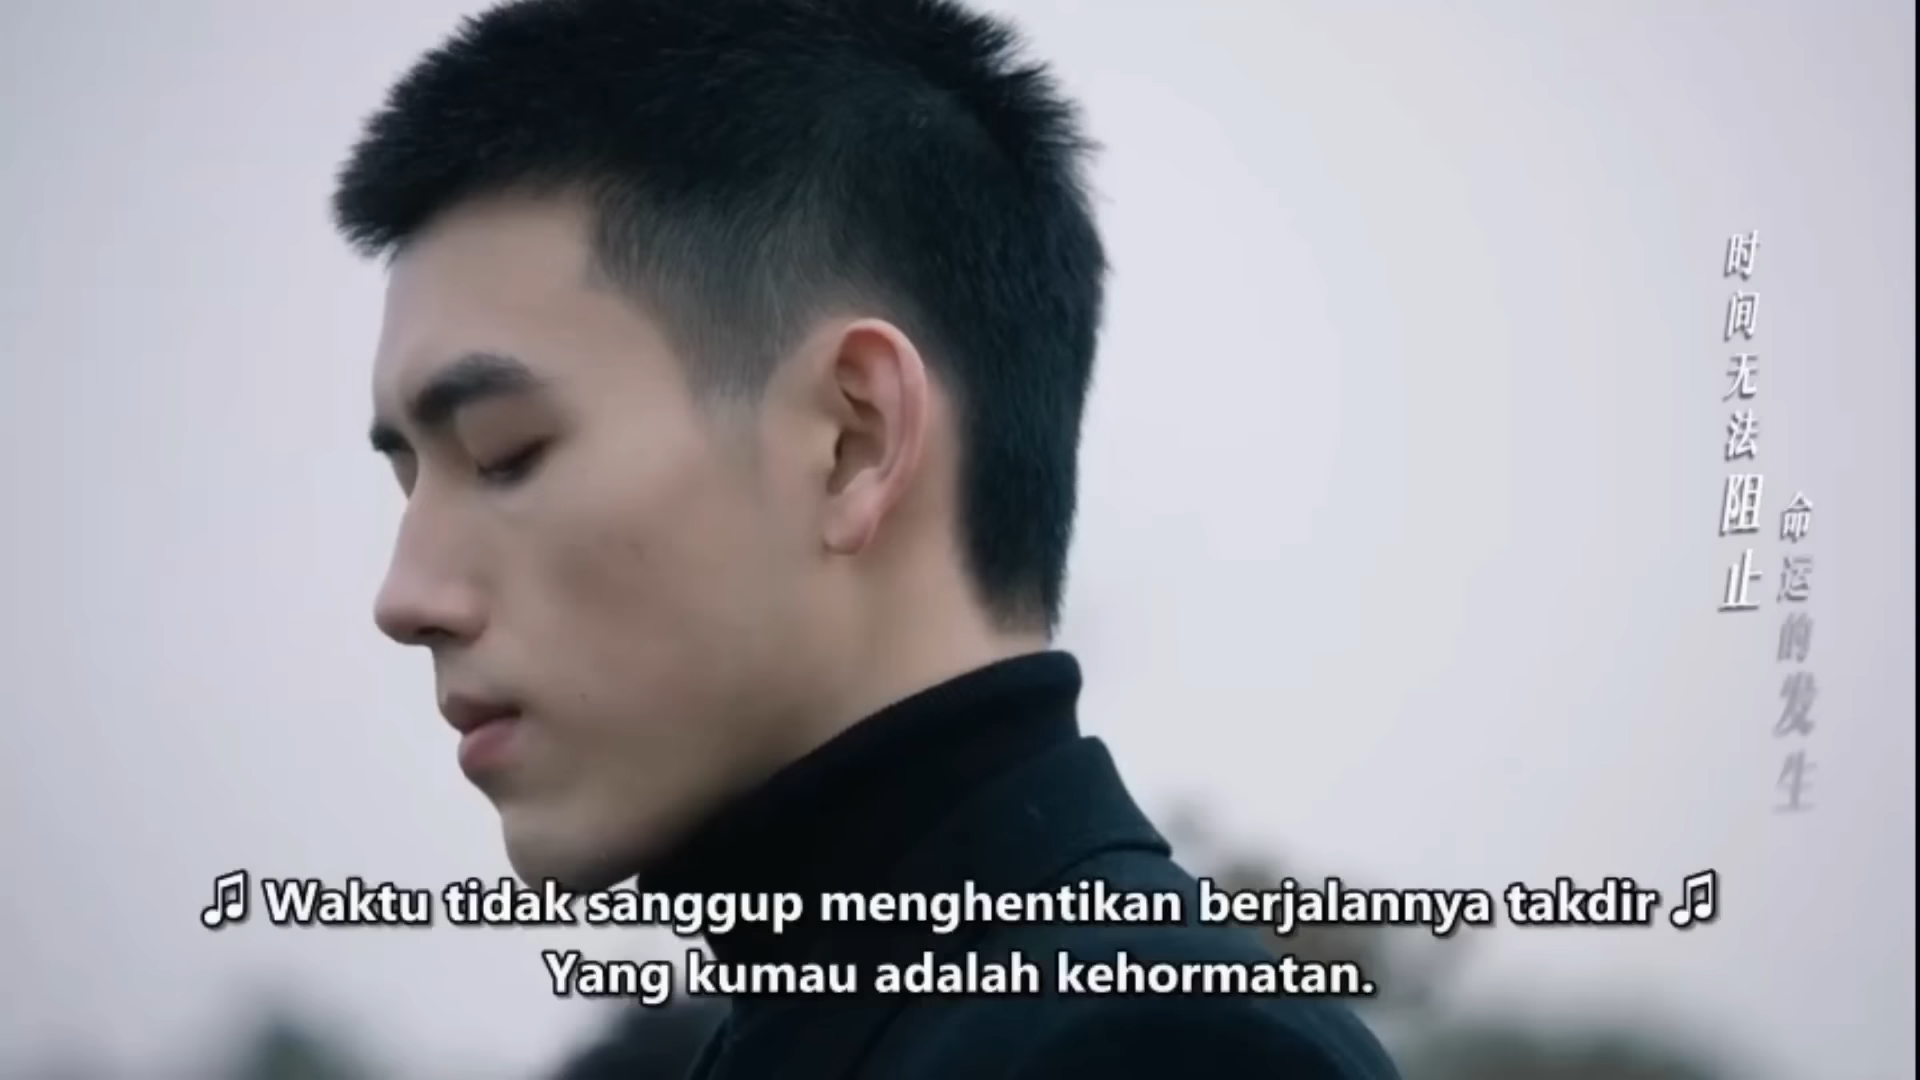 时间无法阻止
命运的发生
♫ Waktu tidak sanggup menghentikan berjalannya takdir ♫
Yang kumau adalah kehormatan.